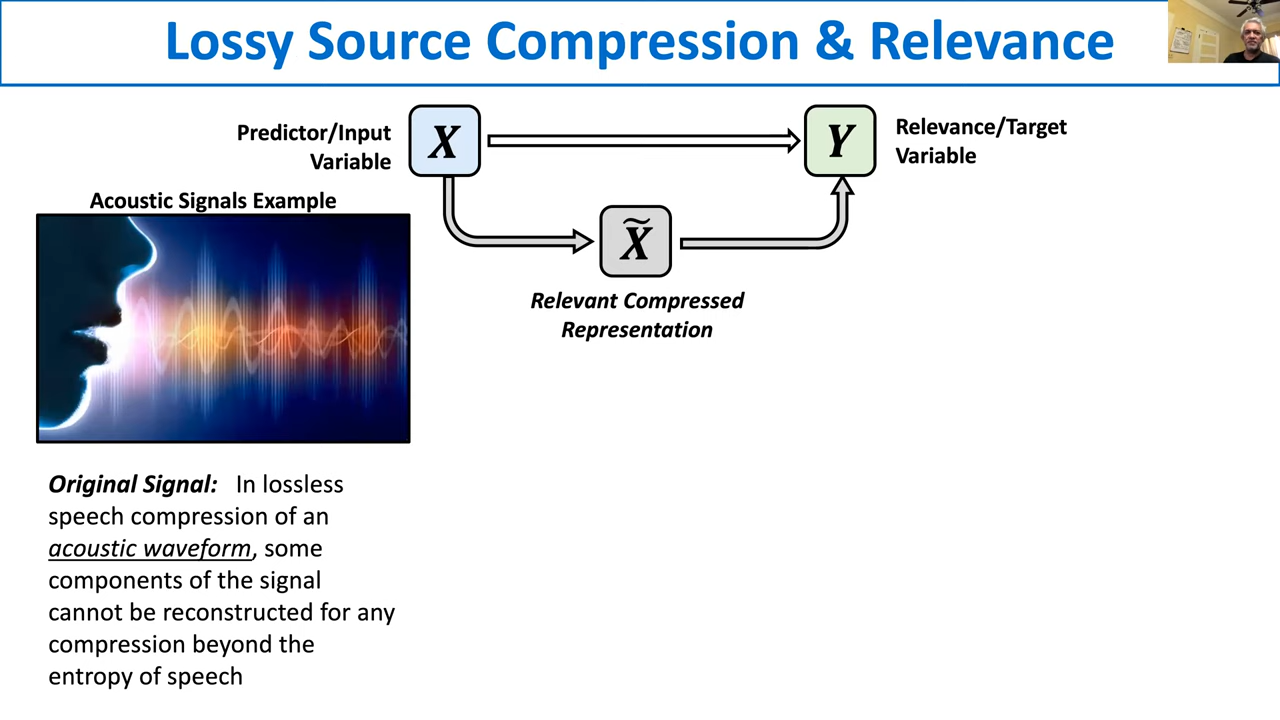 Lossy Source Compression & Relevance
Predictor/Input
Variable
X
Y
Relevance/Target
Variable
X̃
Relevant Compressed
Representation
Acoustic Signals Example
Original Signal: In lossless
speech compression of an
acoustic waveform, some
components of the signal
cannot be reconstructed for any
compression beyond the
entropy of speech